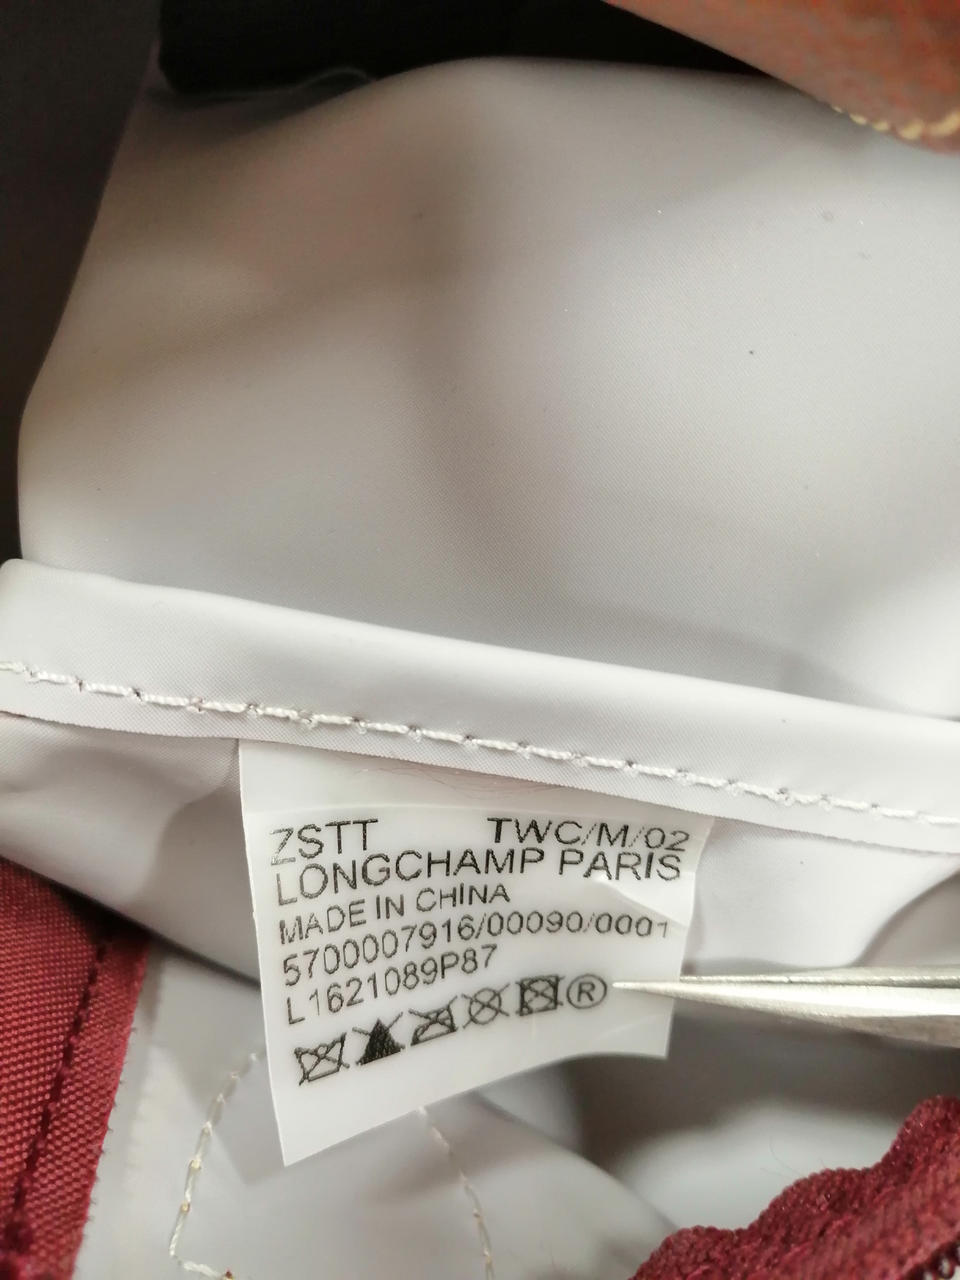 ZSTT TWC/M/02
LONGCHAMP PARIS
MADE IN CHINA
5700007916/00090/0001
L1621089P87
®